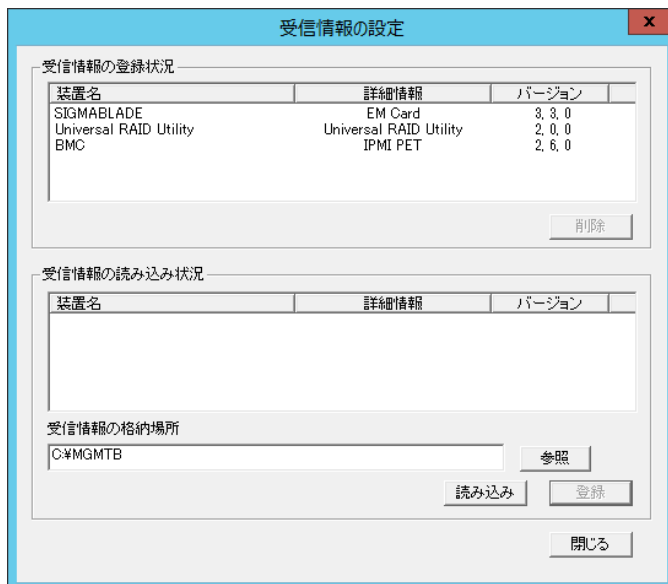 受信情報の設定
x
受信情報の登録状況
装置名 詳細情報 バージョン
SIGMABLADE EM Card 3, 3, 0
Universal RAID Utility Universal RAID Utility 2, 0, 0
BMC IPMI PET 2, 6, 0
削除
受信情報の読み込み状況
装置名 詳細情報 バージョン
受信情報の格納場所
C:¥MGMTB 参照
読み込み 登録
閉じる